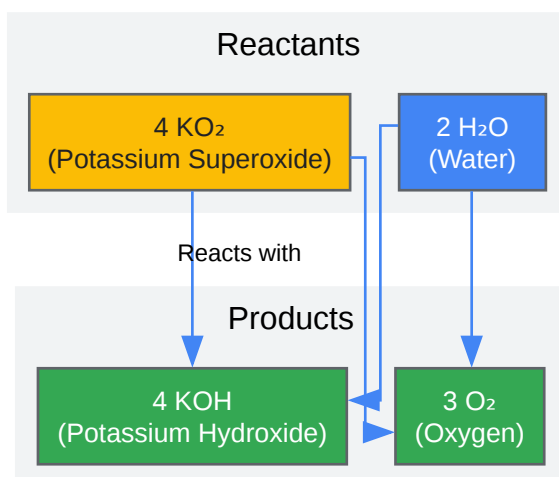 Reactants
4 KO₂
(Potassium Superoxide)
2 H₂O
(Water)
Reacts with
Products
4 KOH
(Potassium Hydroxide)
3 O₂
(Oxygen)